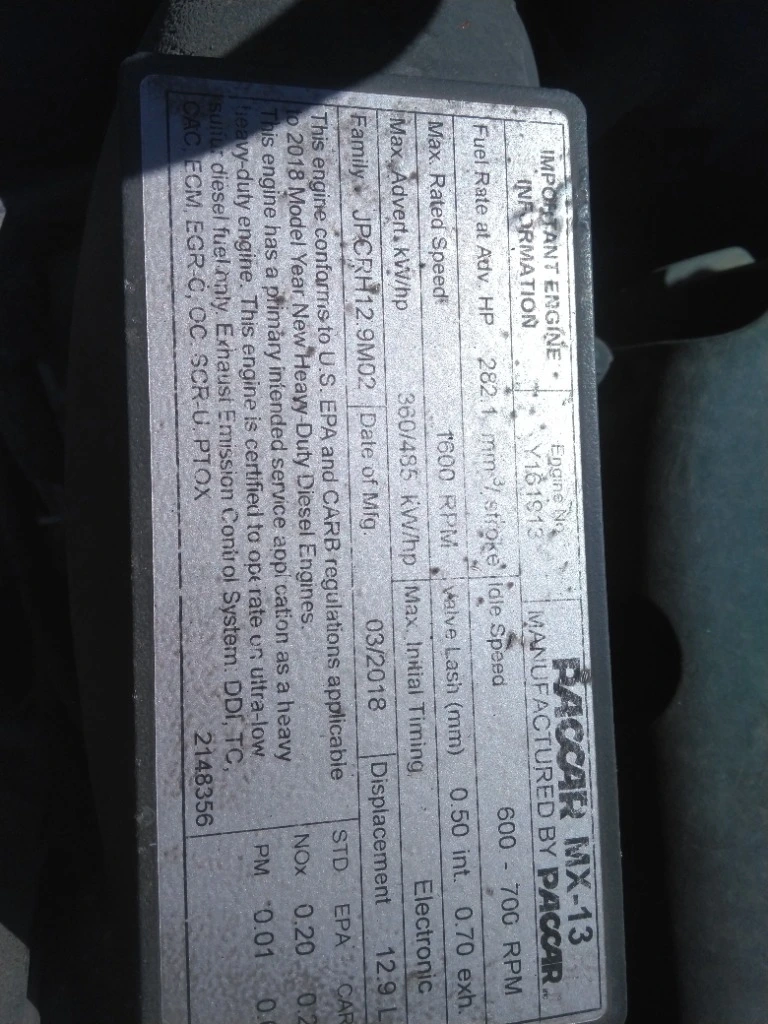 IMPORTANT ENGINE
INFORMATION
Engine No.
Y161913
PACCAR MX-13
MANUFACTURED BY PACCAR
Fuel Rate at Adv. HP 282.1 mm³/stroke Idle Speed 600 - 700 RPM
Max. Rated Speed 1600 RPM Valve Lash (mm) 0.50 int. 0.70 exh.
Max. Advert. kW/hp 360/485 kW/hp Max. Initial Timing Electronic
Family JPCRH12.9M02 Date of Mfg. 03/2018 Displacement 12.9 L
This engine conforms to U.S. EPA and CARB regulations applicable
to 2018 Model Year New Heavy-Duty Diesel Engines.
This engine has a primary intended service application as a heavy
heavy-duty engine. This engine is certified to operate on ultra-low
sulfur diesel fuel only. Exhaust Emission Control System: DDI, TC,
CAC, ECM, EGR-C, OC, SCR-U, PTOX
2148356
STD EPA CAR
NOx 0.20 0.2
PM 0.01 0.